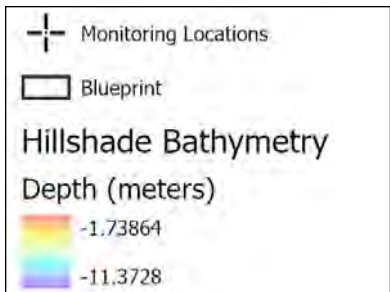 Monitoring Locations
Blueprint
Hillshade Bathymetry
Depth (meters)
-1.73864
-11.3728